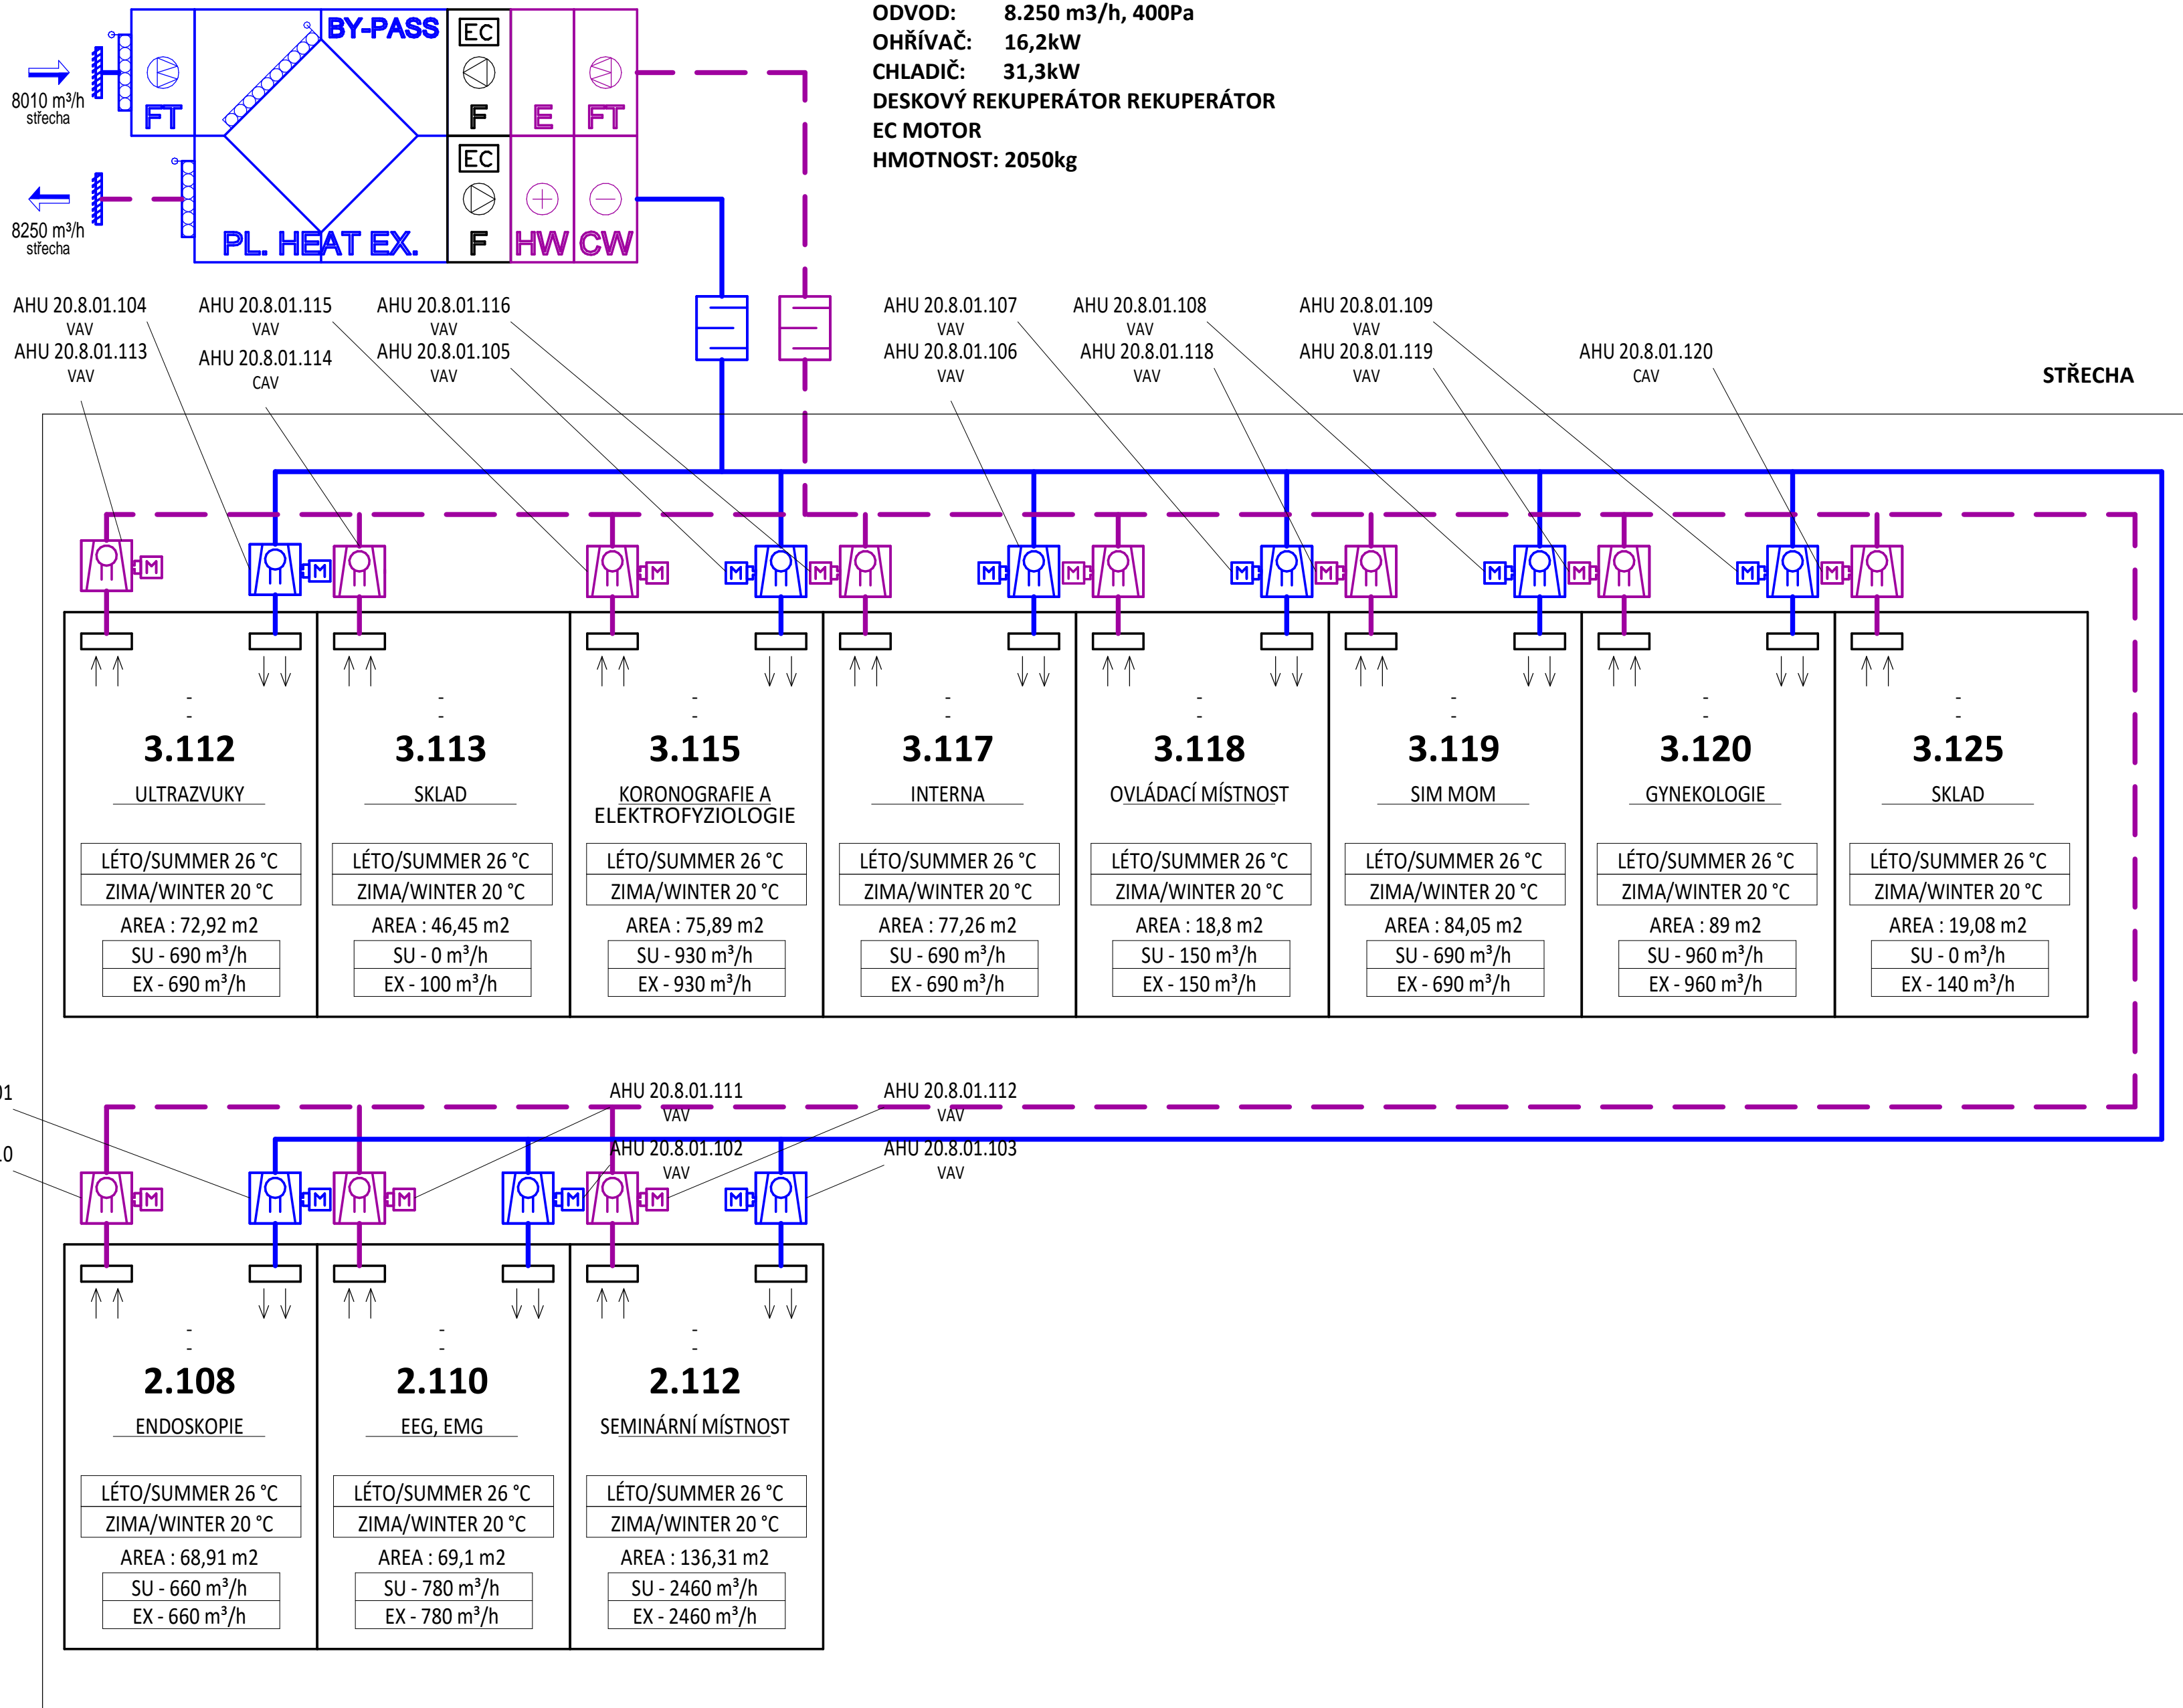 ODVOD: 8.250 m3/h, 400Pa
OHŘÍVAČ: 16,2kW
CHLADIČ: 31,3kW
DESKOVÝ REKUPERÁTOR REKUPERÁTOR
EC MOTOR
HMOTNOST: 2050kg
BY-PASS
EC
8010 m³/h
střecha
FT
F
E
FT
EC
8250 m³/h
střecha
PL. HEAT EX.
F
HW
CW
AHU 20.8.01.104
VAV
AHU 20.8.01.113
VAV
AHU 20.8.01.115
VAV
AHU 20.8.01.114
CAV
AHU 20.8.01.116
VAV
AHU 20.8.01.105
VAV
AHU 20.8.01.107
VAV
AHU 20.8.01.106
VAV
AHU 20.8.01.108
VAV
AHU 20.8.01.118
VAV
AHU 20.8.01.109
VAV
AHU 20.8.01.119
VAV
AHU 20.8.01.120
CAV
STŘECHA
M M M M M M M M M M M M M
-
-
3.112
ULTRAZVUKY
LÉTO/SUMMER 26 °C
ZIMA/WINTER 20 °C
AREA : 72,92 m2
SU - 690 m³/h
EX - 690 m³/h
-
-
3.113
SKLAD
LÉTO/SUMMER 26 °C
ZIMA/WINTER 20 °C
AREA : 46,45 m2
SU - 0 m³/h
EX - 100 m³/h
-
-
3.115
KORONOGRAFIE A
ELEKTROFYZIOLOGIE
LÉTO/SUMMER 26 °C
ZIMA/WINTER 20 °C
AREA : 75,89 m2
SU - 930 m³/h
EX - 930 m³/h
-
-
3.117
INTERNA
LÉTO/SUMMER 26 °C
ZIMA/WINTER 20 °C
AREA : 77,26 m2
SU - 690 m³/h
EX - 690 m³/h
-
-
3.118
OVLÁDACÍ MÍSTNOST
LÉTO/SUMMER 26 °C
ZIMA/WINTER 20 °C
AREA : 18,8 m2
SU - 150 m³/h
EX - 150 m³/h
-
-
3.119
SIM MOM
LÉTO/SUMMER 26 °C
ZIMA/WINTER 20 °C
AREA : 84,05 m2
SU - 690 m³/h
EX - 690 m³/h
-
-
3.120
GYNEKOLOGIE
LÉTO/SUMMER 26 °C
ZIMA/WINTER 20 °C
AREA : 89 m2
SU - 960 m³/h
EX - 960 m³/h
-
-
3.125
SKLAD
LÉTO/SUMMER 26 °C
ZIMA/WINTER 20 °C
AREA : 19,08 m2
SU - 0 m³/h
EX - 140 m³/h
01
10
AHU 20.8.01.111
VAV
AHU 20.8.01.102
VAV
AHU 20.8.01.112
VAV
AHU 20.8.01.103
VAV
M M M M M M
-
-
2.108
ENDOSKOPIE
LÉTO/SUMMER 26 °C
ZIMA/WINTER 20 °C
AREA : 68,91 m2
SU - 660 m³/h
EX - 660 m³/h
-
-
2.110
EEG, EMG
LÉTO/SUMMER 26 °C
ZIMA/WINTER 20 °C
AREA : 69,1 m2
SU - 780 m³/h
EX - 780 m³/h
-
-
2.112
SEMINÁRNÍ MÍSTNOST
LÉTO/SUMMER 26 °C
ZIMA/WINTER 20 °C
AREA : 136,31 m2
SU - 2460 m³/h
EX - 2460 m³/h